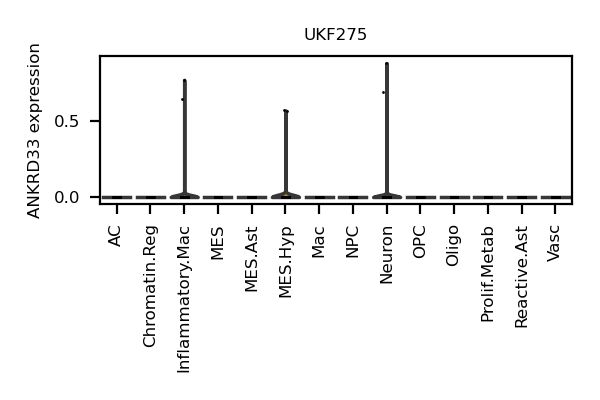 UKF275
ANKRD33 expression
0.5
0.0
AC
Chromatin.Reg
Inflammatory.Mac
MES
MES.Ast
MES.Hyp
Mac
NPC
Neuron
OPC
Oligo
Prolif.Metab
Reactive.Ast
Vasc